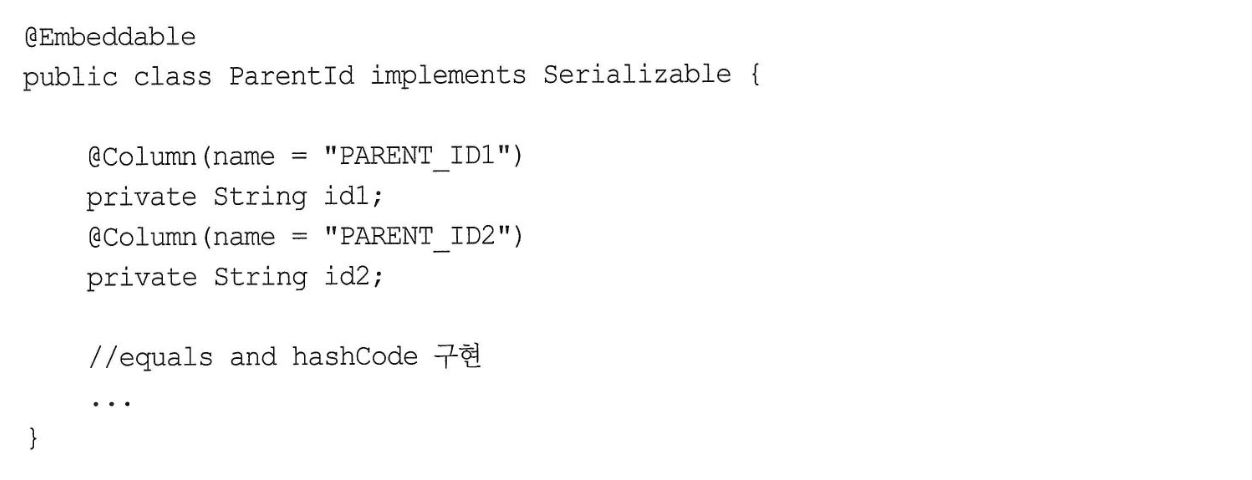 @Embeddable
public class ParentId implements Serializable {
@Column(name = "PARENT_ID1")
private String id1;
@Column(name = "PARENT_ID2")
private String id2;
//equals and hashCode 구현
...
}